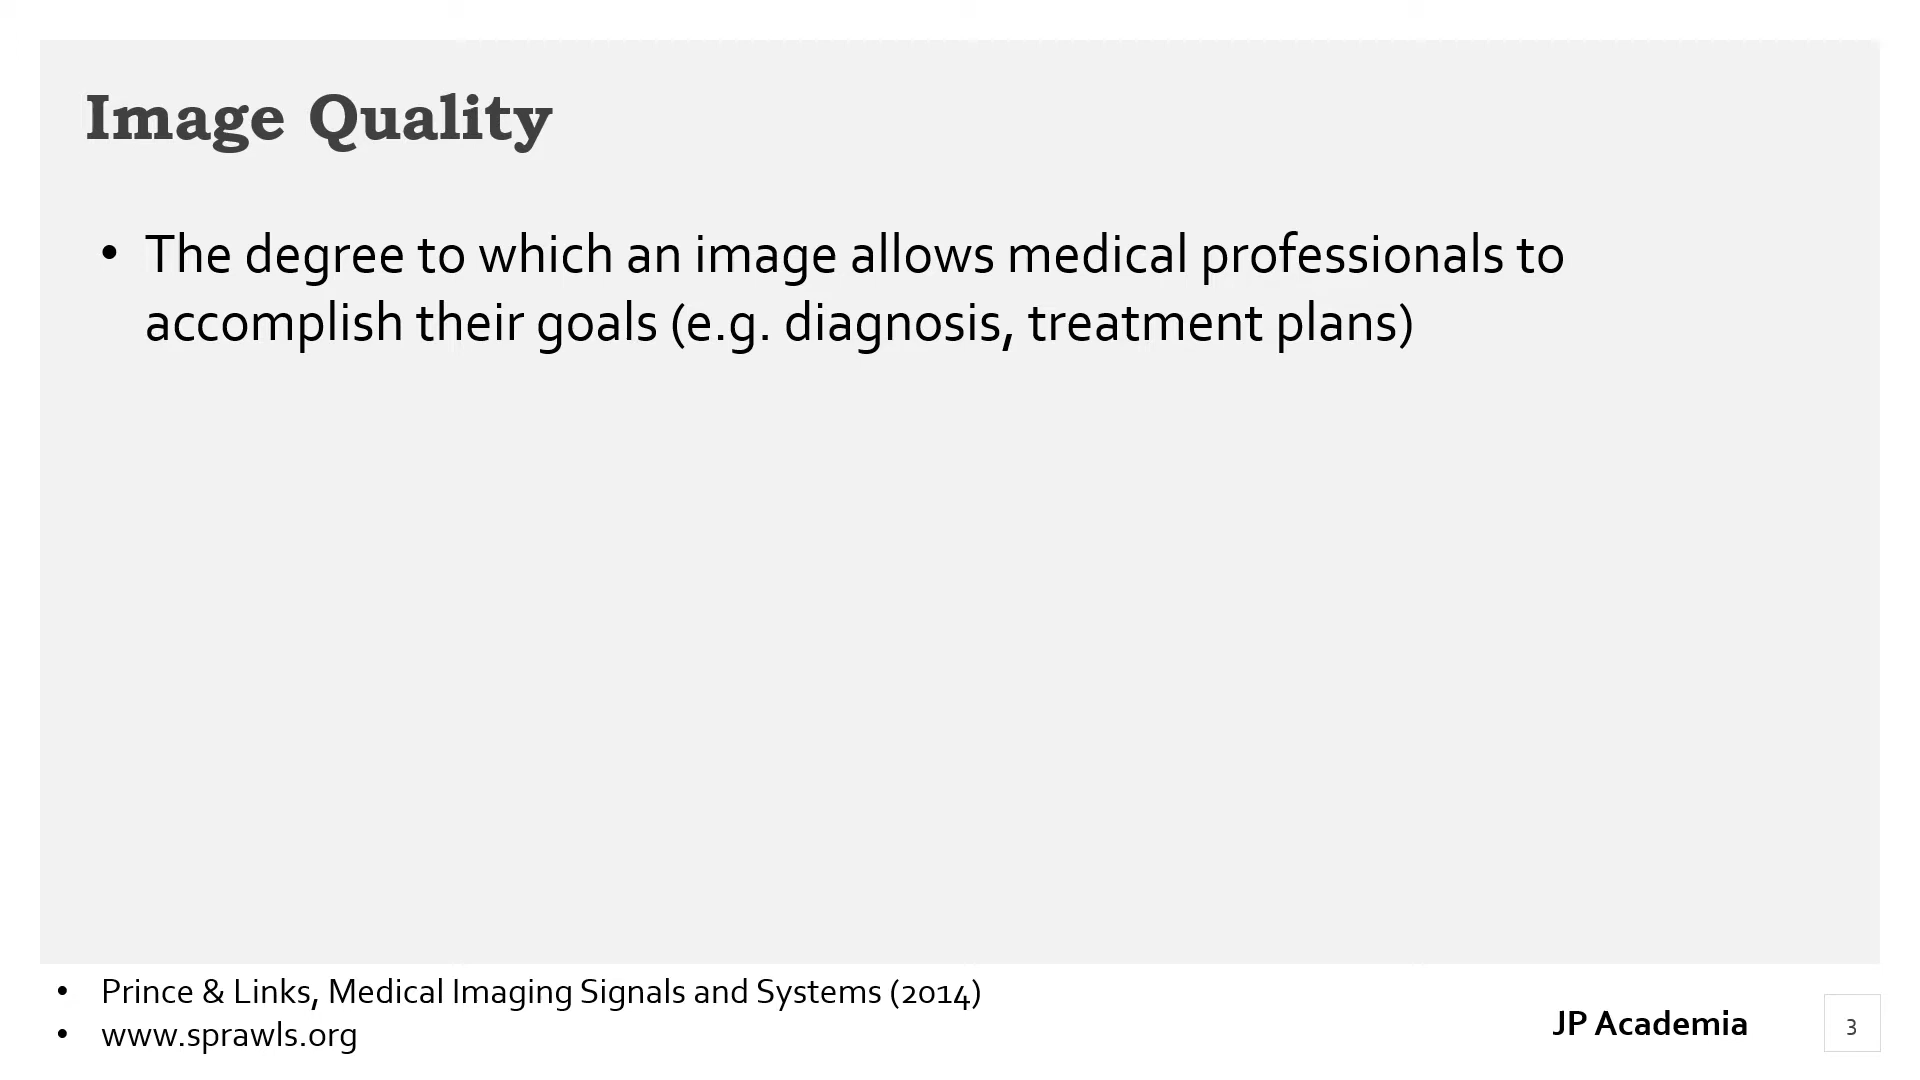 Image Quality
• The degree to which an image allows medical professionals to
accomplish their goals (e.g. diagnosis, treatment plans)
• Prince & Links, Medical Imaging Signals and Systems (2014)
• www.sprawls.org
JP Academia
3